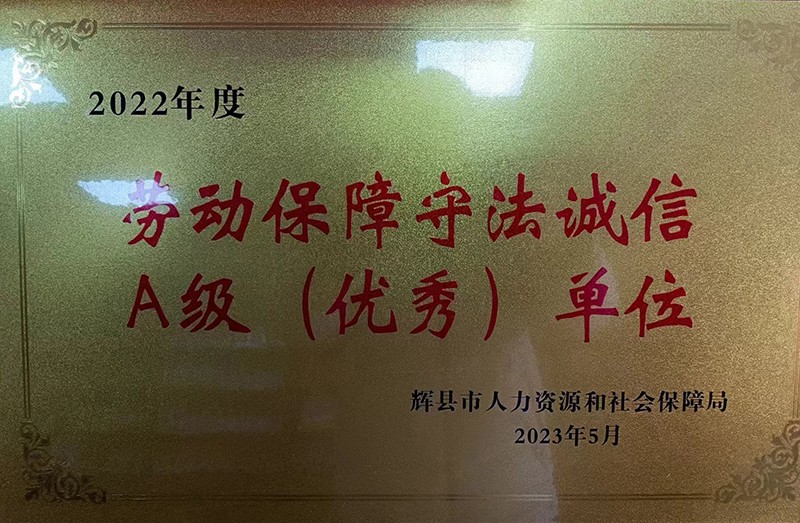 2022年度
劳动保障守法诚信
A级（优秀）单位
辉县市人力资源和社会保障局
2023年5月